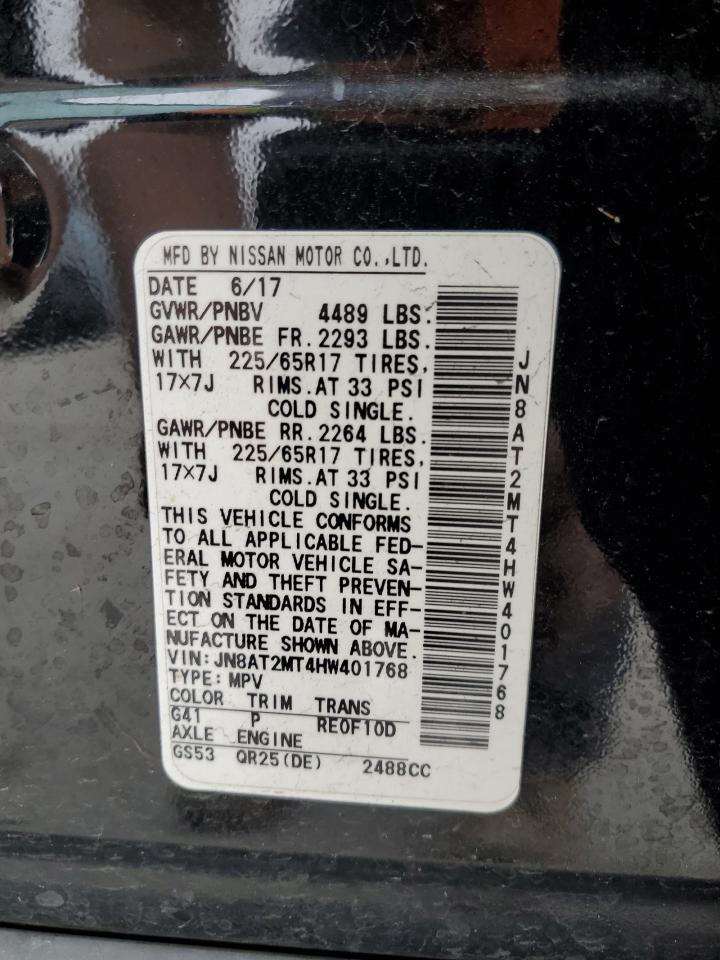 MFD BY NISSAN MOTOR CO.,LTD.
DATE 6/17
GVWR/PNBV 4489 LBS.
GAWR/PNBE FR. 2293 LBS.
WITH 225/65R17 TIRES,
17×7J RIMS.AT 33 PSI
COLD SINGLE.
GAWR/PNBE RR. 2264 LBS.
WITH 225/65R17 TIRES,
17×7J RIMS.AT 33 PSI
COLD SINGLE.
THIS VEHICLE CONFORMS
TO ALL APPLICABLE FED-
ERAL MOTOR VEHICLE SA-
FETY AND THEFT PREVEN-
TION STANDARDS IN EFF-
ECT ON THE DATE OF MA-
NUFACTURE SHOWN ABOVE.
VIN:JN8AT2MT4HW401768
TYPE:MPV
COLOR TRIM TRANS
G41 P RE0F10D
AXLE ENGINE
GS53 QR25(DE) 2488CC
JN8AT2MT4HW401768